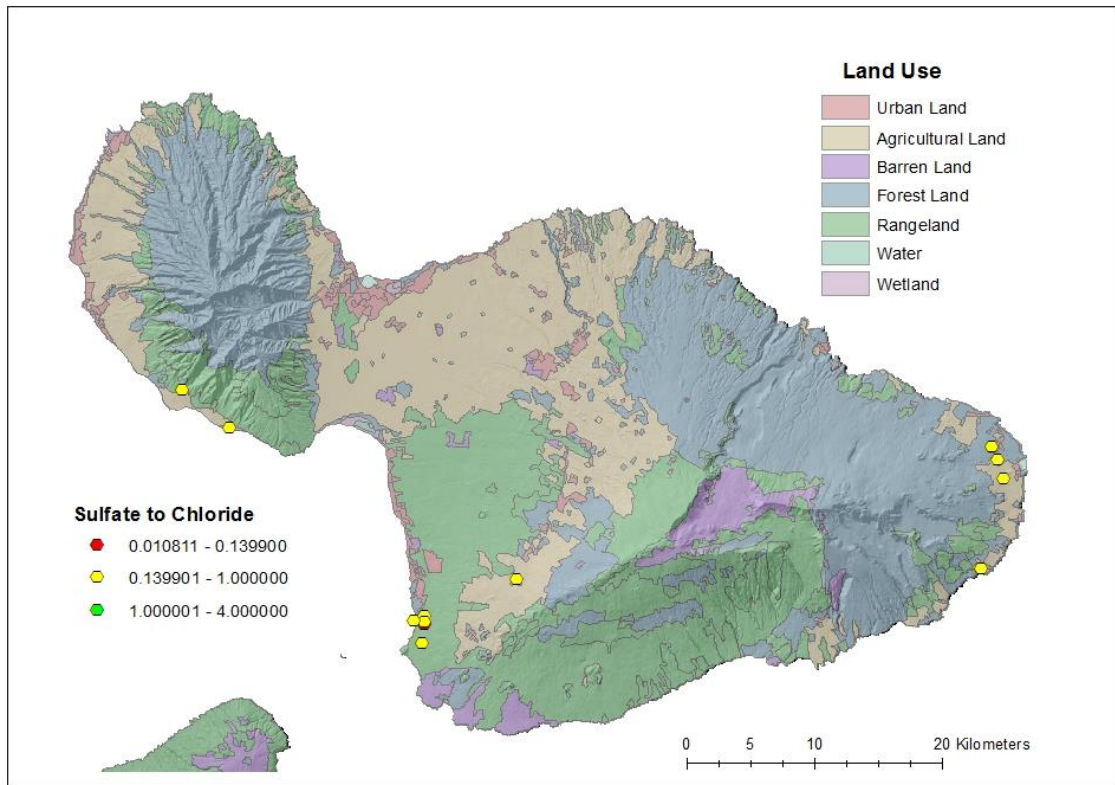 Land Use
Urban Land
Agricultural Land
Barren Land
Forest Land
Rangeland
Water
Wetland
Sulfate to Chloride
0.010811 - 0.139900
0.139901 - 1.000000
1.000001 - 4.000000
0 5 10 20 Kilometers